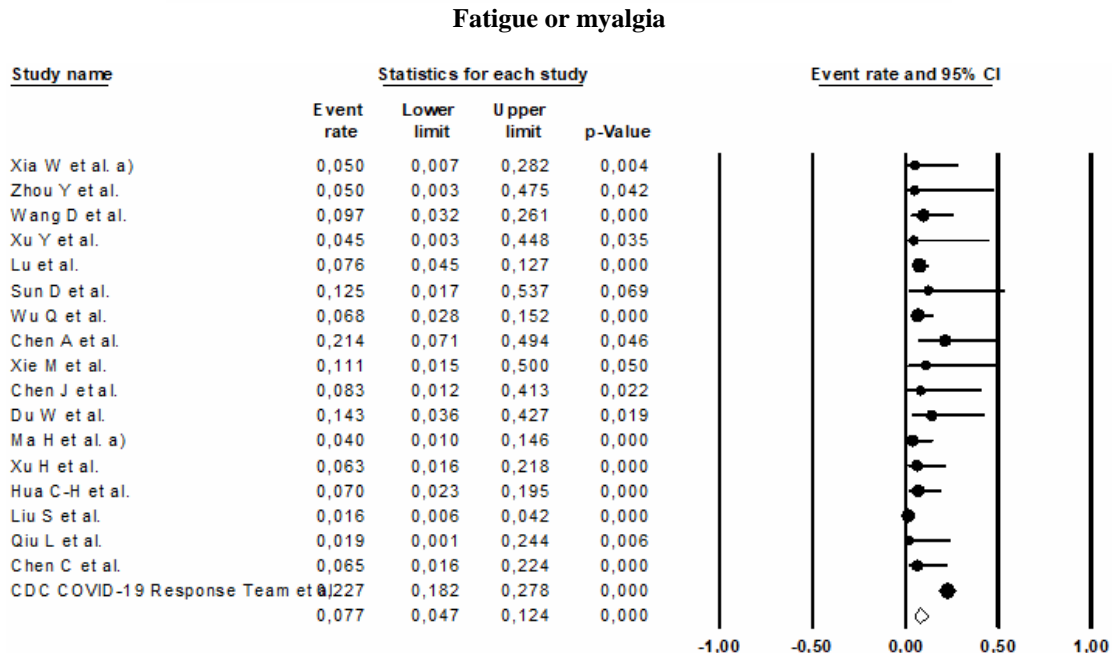 Fatigue or myalgia
Study name Statistics for each study Event rate and 95% CI
Event Lower Upper
rate limit limit p-Value
Xia W et al. a) 0,050 0,007 0,282 0,004
Zhou Y et al. 0,050 0,003 0,475 0,042
Wang D et al. 0,097 0,032 0,261 0,000
Xu Y et al. 0,045 0,003 0,448 0,035
Lu et al. 0,076 0,045 0,127 0,000
Sun D et al. 0,125 0,017 0,537 0,069
Wu Q et al. 0,068 0,028 0,152 0,000
Chen A et al. 0,214 0,071 0,494 0,046
Xie M et al. 0,111 0,015 0,500 0,050
Chen J et al. 0,083 0,012 0,413 0,022
Du W et al. 0,143 0,036 0,427 0,019
Ma H et al. a) 0,040 0,010 0,146 0,000
Xu H et al. 0,063 0,016 0,218 0,000
Hua C-H et al. 0,070 0,023 0,195 0,000
Liu S et al. 0,016 0,006 0,042 0,000
Qiu L et al. 0,019 0,001 0,244 0,006
Chen C et al. 0,065 0,016 0,224 0,000
CDC COVID-19 Response Team et al 0,227 0,182 0,278 0,000
0,077 0,047 0,124 0,000
-1,00 -0,50 0,00 0,50 1,00